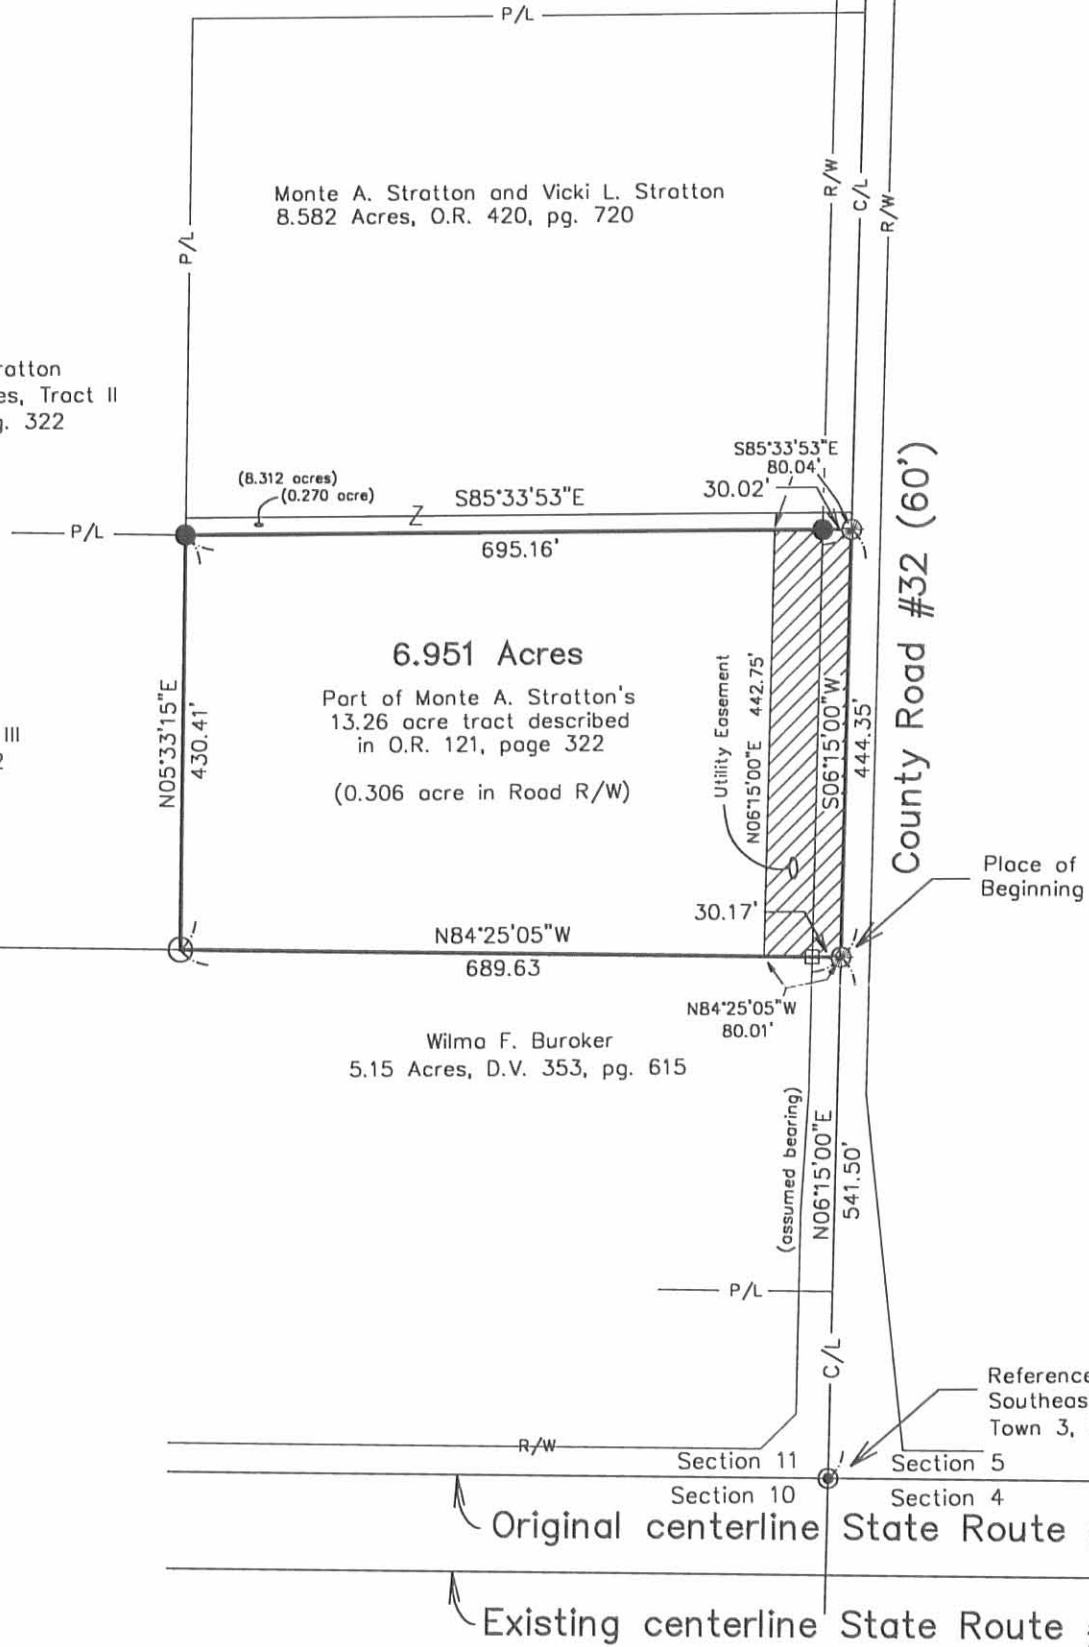 P/L
R/W
C/L
R/W
Monte A. Stratton and Vicki L. Stratton
8.582 Acres, O.R. 420, pg. 720
P/L
ratton
es, Tract II
g. 322
S85°33'53"E
80.04'
30.02'
(8.312 acres)
(0.270 acre)
S85°33'53"E
Z
P/L
695.16'
County Road #32 (60')
6.951 Acres
Part of Monte A. Stratton's
13.26 acre tract described
in O.R. 121, page 322
(0.306 acre in Road R/W)
N05°33'15"E
430.41'
III
2
Utility Easement
N06°15'00"E 442.75'
S06°15'00"W
444.35'
Place of
Beginning
30.17'
N84°25'05"W
689.63
N84°25'05"W
80.01'
Wilma F. Buroker
5.15 Acres, D.V. 353, pg. 615
(assumed bearing)
N06°15'00"E
541.50'
P/L
C/L
Reference
Southeas
Town 3,
R/W
Section 11
Section 5
Section 10
Section 4
Original centerline State Route
Existing centerline State Route